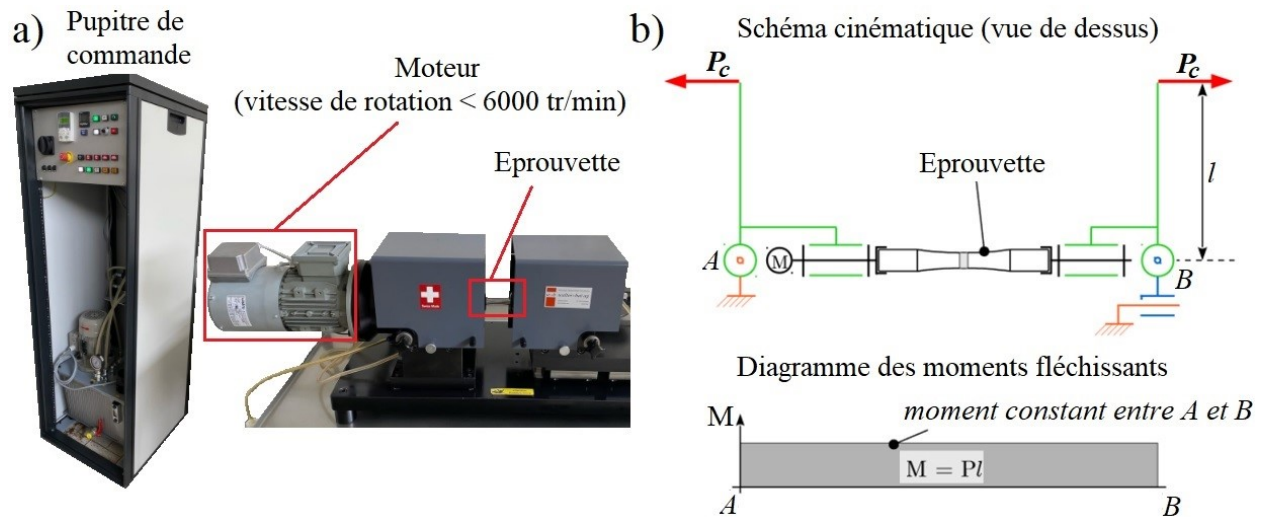 a)
Pupitre de
commande
Moteur
(vitesse de rotation < 6000 tr/min)
Eprouvette
b)
Schéma cinématique (vue de dessus)
Pc
Pc
Eprouvette
l
A
M
B
Diagramme des moments fléchissants
M
moment constant entre A et B
M = Pl
A
B